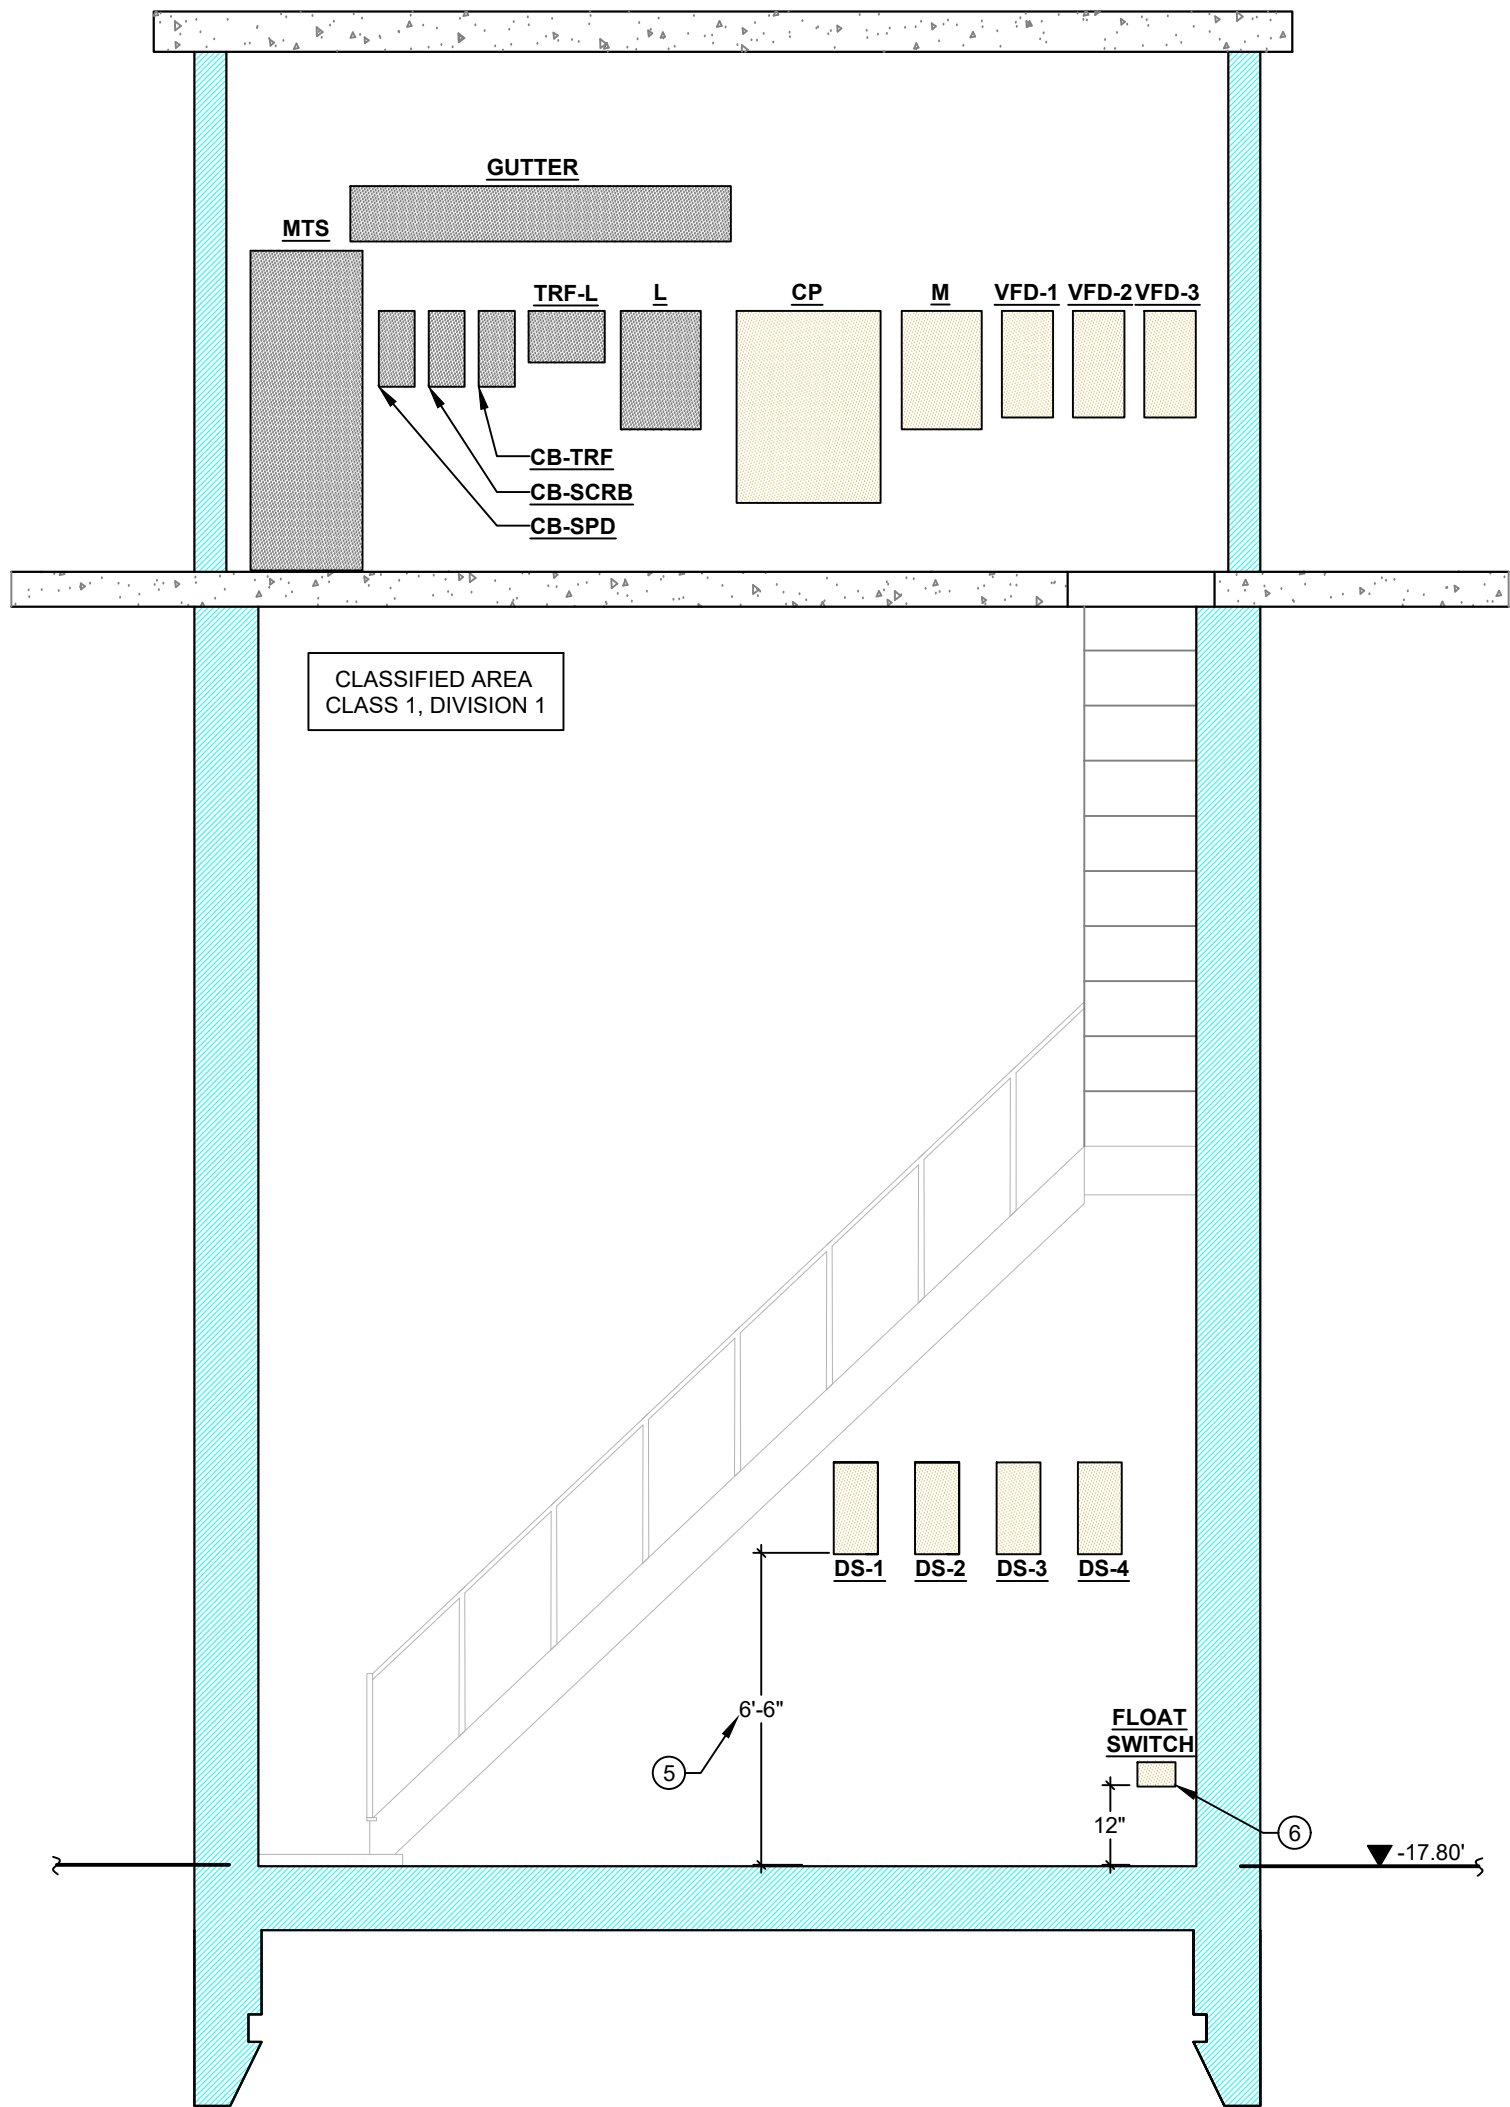 GUTTER
MTS
TRF-L
L
CP
M
VFD-1
VFD-2
VFD-3
CB-TRF
CB-SCRB
CB-SPD
CLASSIFIED AREA
CLASS 1, DIVISION 1
DS-1
DS-2
DS-3
DS-4
6'-6"
5
FLOAT
SWITCH
12"
6
-17.80'